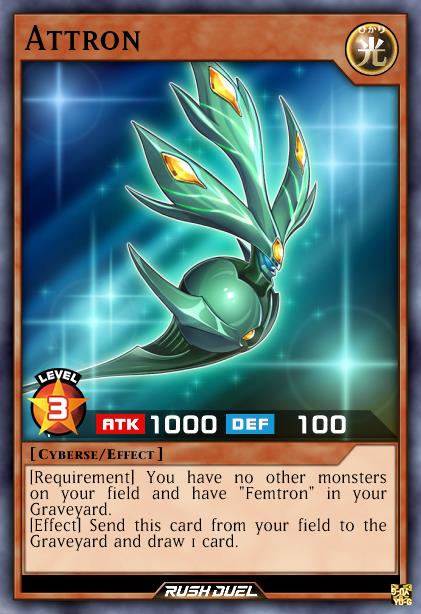 ATTRON
ひかり
光
LEVEL
3
ATK 1000 DEF 100
[CYBERSE/EFFECT]
[Requirement] You have no other monsters
on your field and have "Femtron" in your
Graveyard.
[Effect] Send this card from your field to the
Graveyard and draw 1 card.
RUSH DUEL